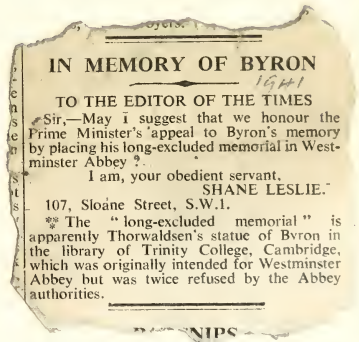 IN MEMORY OF BYRON
1941
TO THE EDITOR OF THE TIMES
Sir,—May I suggest that we honour the
Prime Minister's appeal to Byron's memory
by placing his long-excluded memorial in West-
minster Abbey ?
I am, your obedient servant,
SHANE LESLIE.
107, Sloane Street, S.W.1.
** The "long-excluded memorial" is
apparently Thorwaldsen's statue of Byron in
the library of Trinity College, Cambridge,
which was originally intended for Westminster
Abbey but was twice refused by the Abbey
authorities.